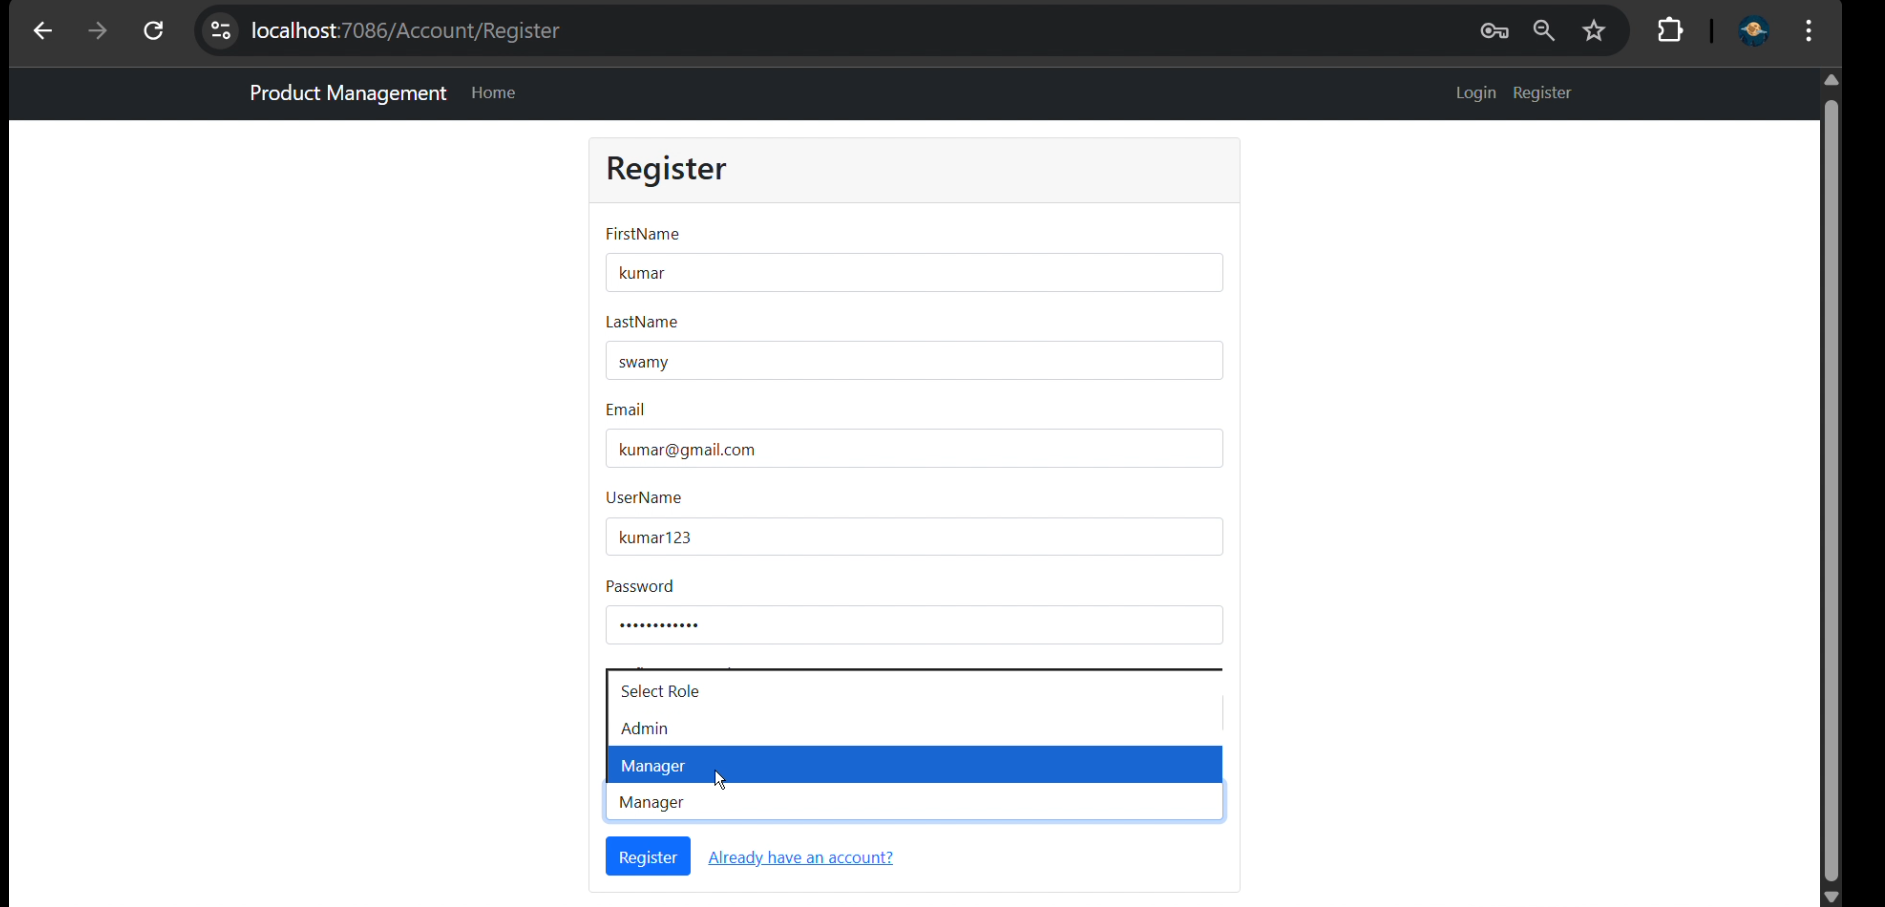 localhost:7086/Account/Register
Product Management Home Login Register
Register
FirstName
kumar
LastName
swamy
Email
kumar@gmail.com
UserName
kumar123
Password
••••••••••••
Select Role
Admin
Manager
Manager
Register Already have an account?